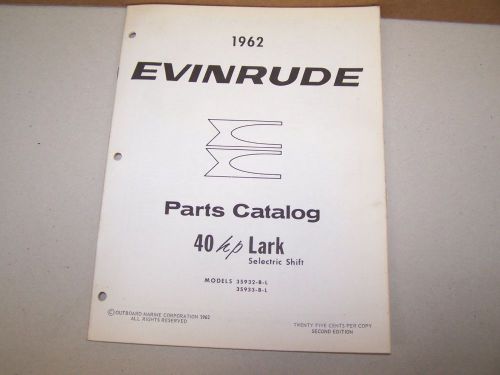 1962
EVINRUDE
Parts Catalog
40 hp Lark
Selectric Shift
MODELS 35932-B-L
35933-B-L
© OUTBOARD MARINE CORPORATION 1962
ALL RIGHTS RESERVED
TWENTY FIVE CENTS PER COPY
SECOND EDITION